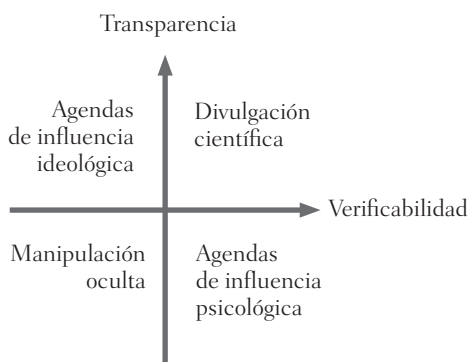 Transparencia
Agendas
de influencia
ideológica
Divulgación
científica
Verificabilidad
Manipulación
oculta
Agendas
de influencia
psicológica